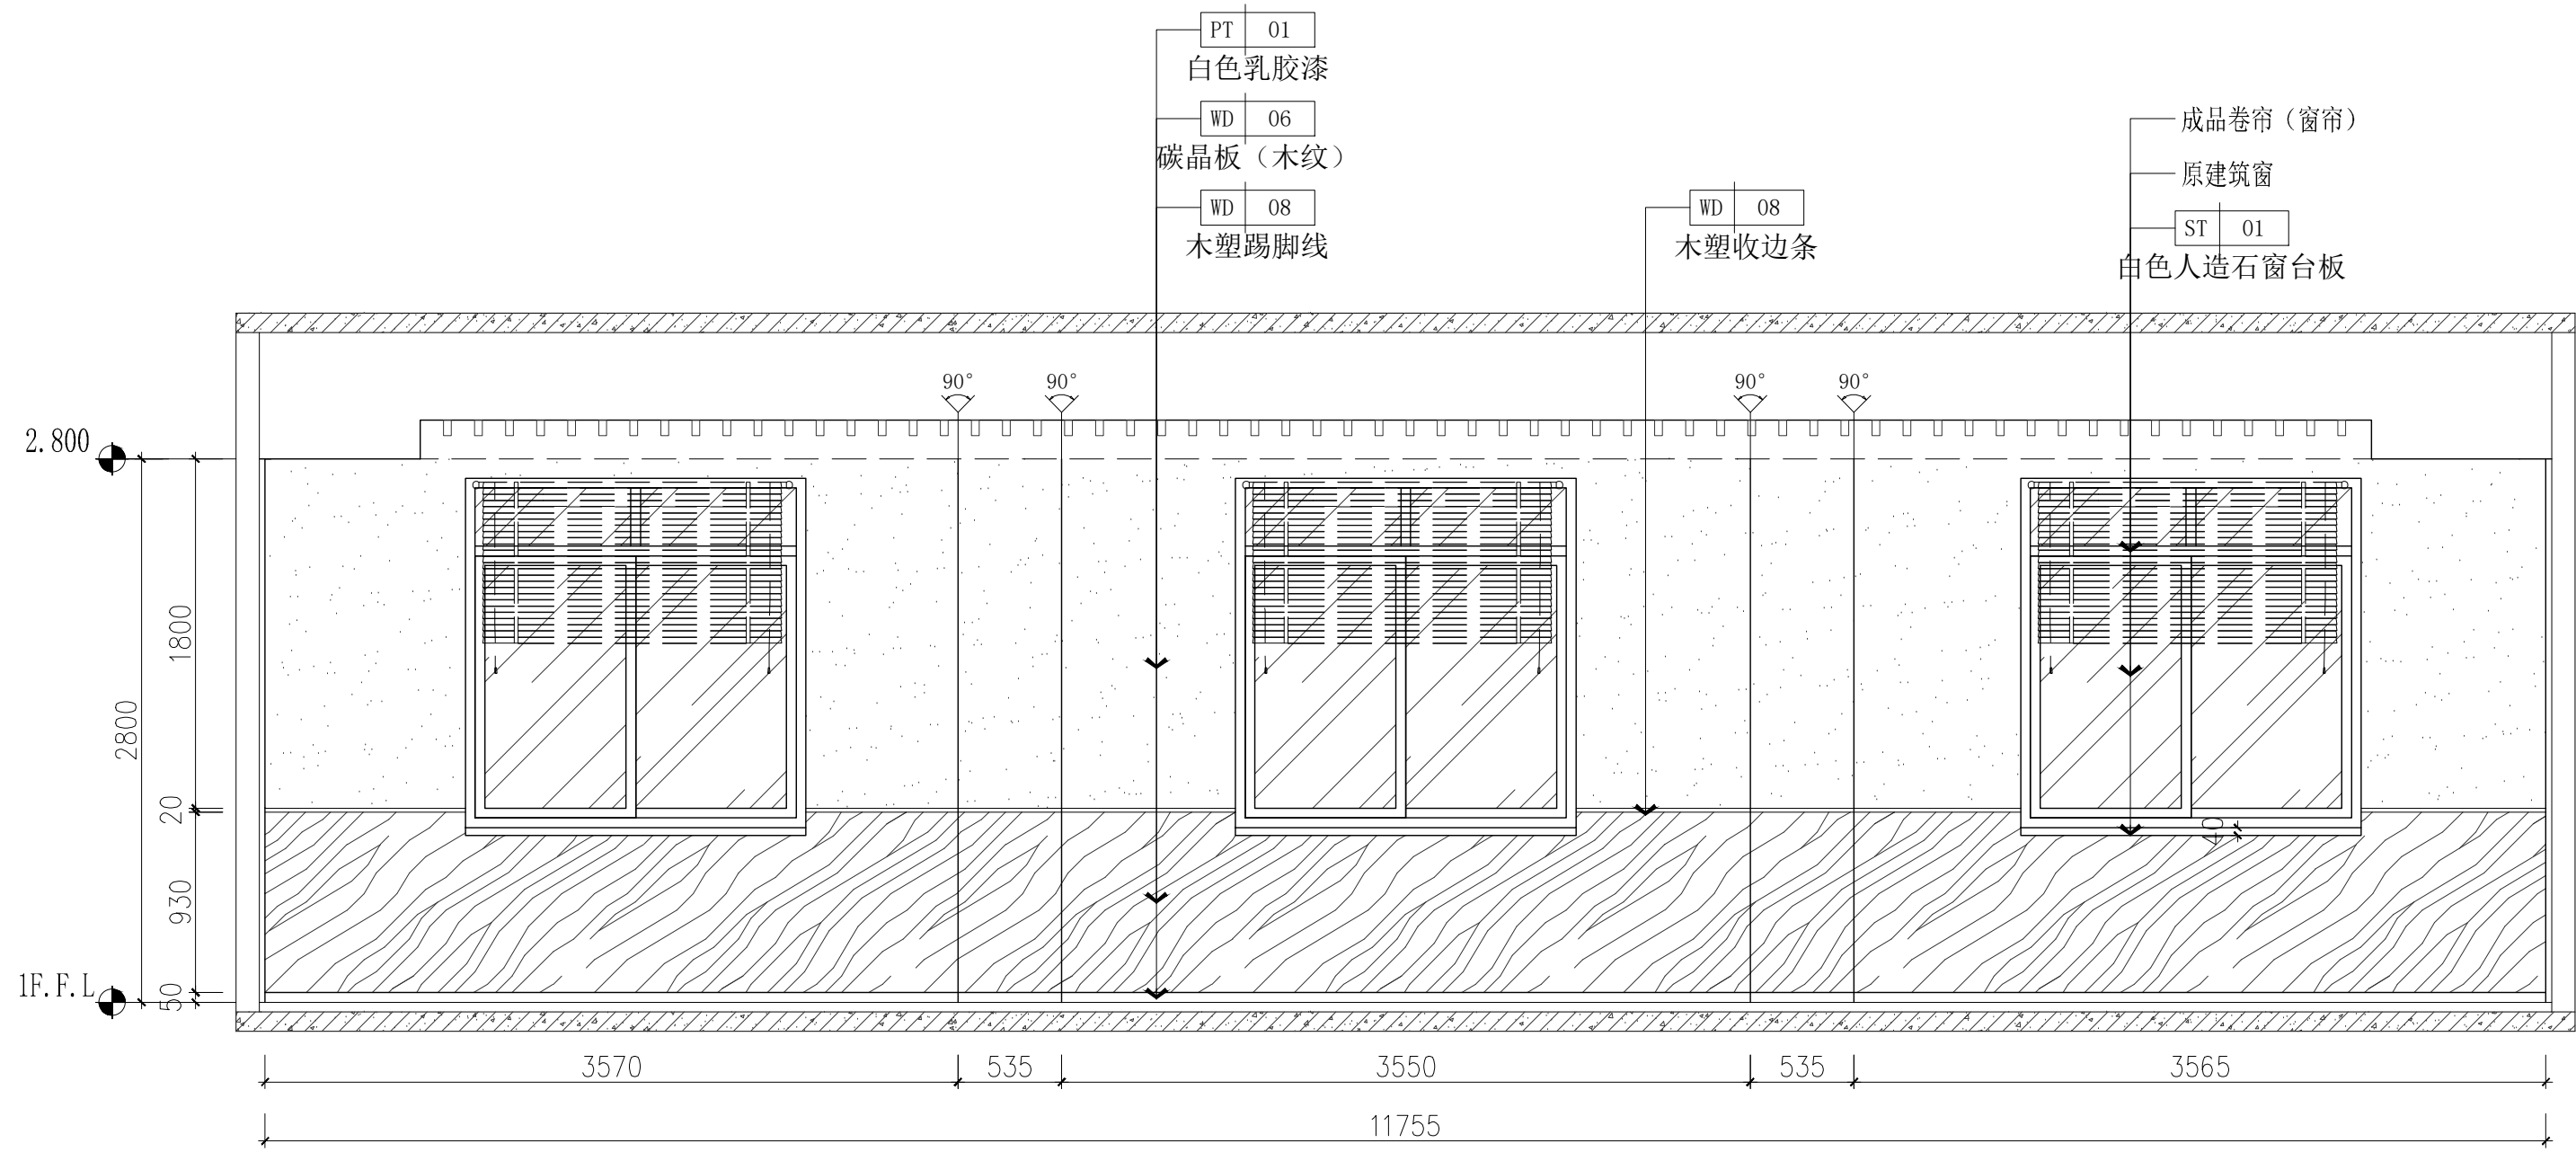 PT 01
白色乳胶漆
WD 06
碳晶板（木纹）
WD 08
木塑踢脚线
WD 08
木塑收边条
成品卷帘（窗帘）
原建筑窗
ST 01
白色人造石窗台板
90°
90°
90°
90°
2.800
1800
2800
20
930
50
40
1F.F.L
3570
535
3550
535
3565
11755